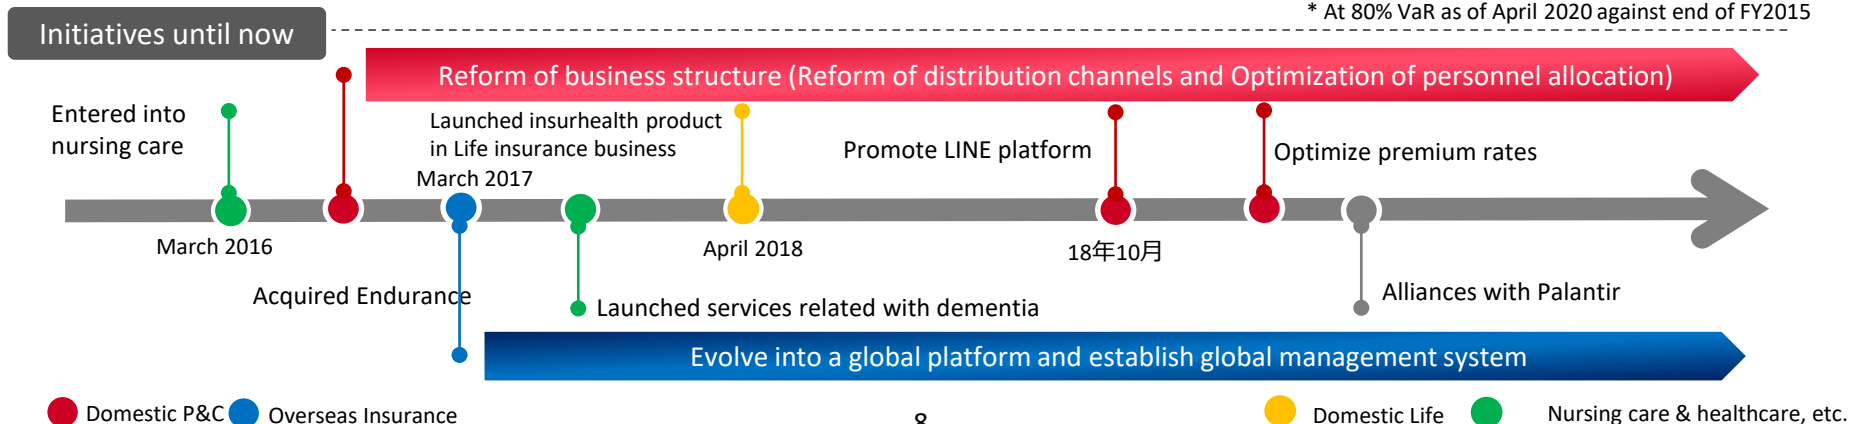 * At 80% VaR as of April 2020 against end of FY2015
Initiatives until now
Reform of business structure (Reform of distribution channels and Optimization of personnel allocation)
Entered into
nursing care
Launched insurhealth product
in Life insurance business
March 2017
Promote LINE platform
Optimize premium rates
March 2016
April 2018
18年10月
Acquired Endurance
Launched services related with dementia
Alliances with Palantir
Evolve into a global platform and establish global management system
Domestic P&C
Overseas Insurance
8
Domestic Life
Nursing care & healthcare, etc.